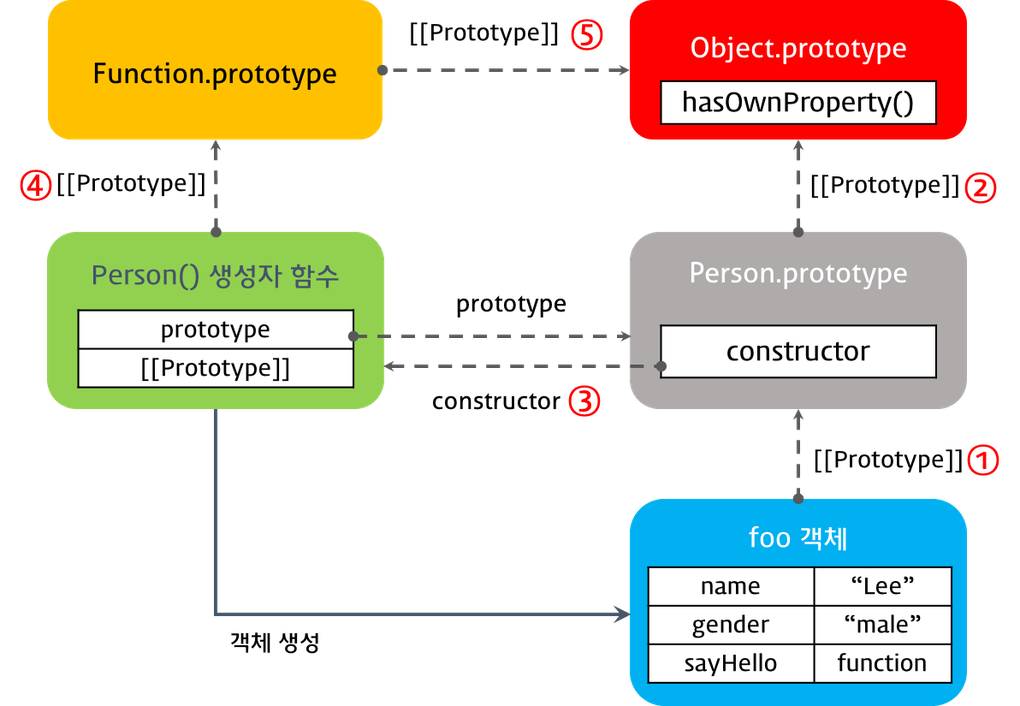 [[Prototype]] ⑤
Function.prototype
Object.prototype
hasOwnProperty()
④ [[Prototype]]
[[Prototype]] ②
Person() 생성자 함수
prototype
[[Prototype]]
prototype
constructor ③
Person.prototype
constructor
[[Prototype]] ①
foo 객체
name “Lee”
gender “male”
sayHello function
객체 생성